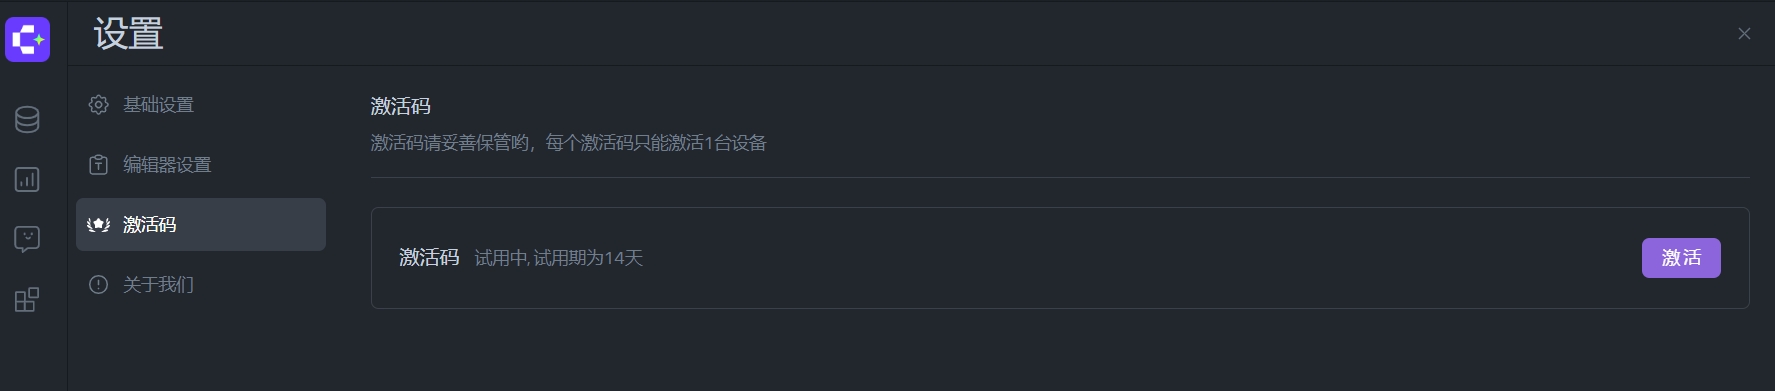 设置
基础设置
编辑器设置
激活码
关于我们
激活码
激活码请妥善保管哟，每个激活码只能激活1台设备
激活码 试用中, 试用期为14天
激活